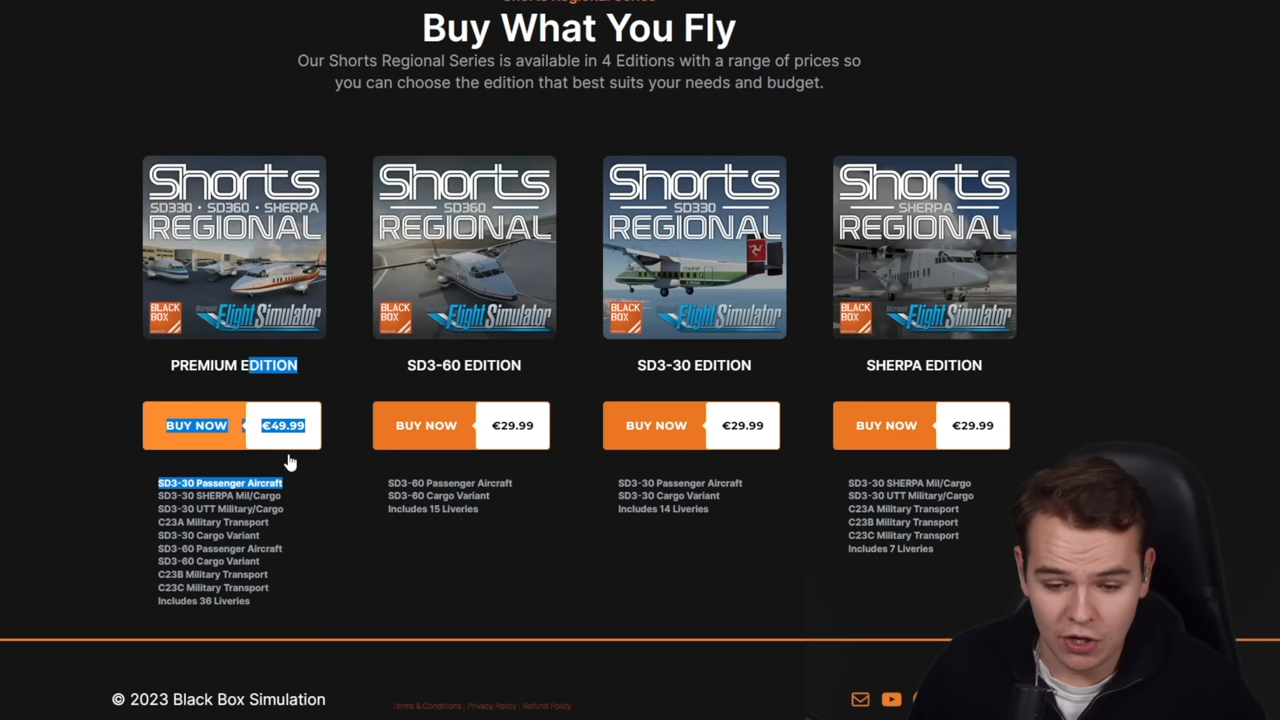 Shorts Regional Series
Buy What You Fly
Our Shorts Regional Series is available in 4 Editions with a range of prices so
you can choose the edition that best suits your needs and budget.
Shorts
SD330 • SD360 • SHERPA
REGIONAL
BLACK
BOX
Flight Simulator
Shorts
SD360
REGIONAL
BLACK
BOX
Flight Simulator
Shorts
SD330
REGIONAL
BLACK
BOX
Flight Simulator
Shorts
SHERPA
REGIONAL
BLACK
BOX
Flight Simulator
PREMIUM EDITION
SD3-60 EDITION
SD3-30 EDITION
SHERPA EDITION
BUY NOW €49.99
BUY NOW €29.99
BUY NOW €29.99
BUY NOW €29.99
SD3-30 Passenger Aircraft
SD3-30 SHERPA Mil/Cargo
SD3-30 UTT Military/Cargo
C23A Military Transport
SD3-30 Cargo Variant
SD3-60 Passenger Aircraft
SD3-60 Cargo Variant
C23B Military Transport
C23C Military Transport
Includes 36 Liveries
SD3-60 Passenger Aircraft
SD3-60 Cargo Variant
Includes 15 Liveries
SD3-30 Passenger Aircraft
SD3-30 Cargo Variant
Includes 14 Liveries
SD3-30 SHERPA Mil/Cargo
SD3-30 UTT Military/Cargo
C23A Military Transport
C23B Military Transport
C23C Military Transport
Includes 7 Liveries
© 2023 Black Box Simulation
Terms & Conditions | Privacy Policy | Refund Policy